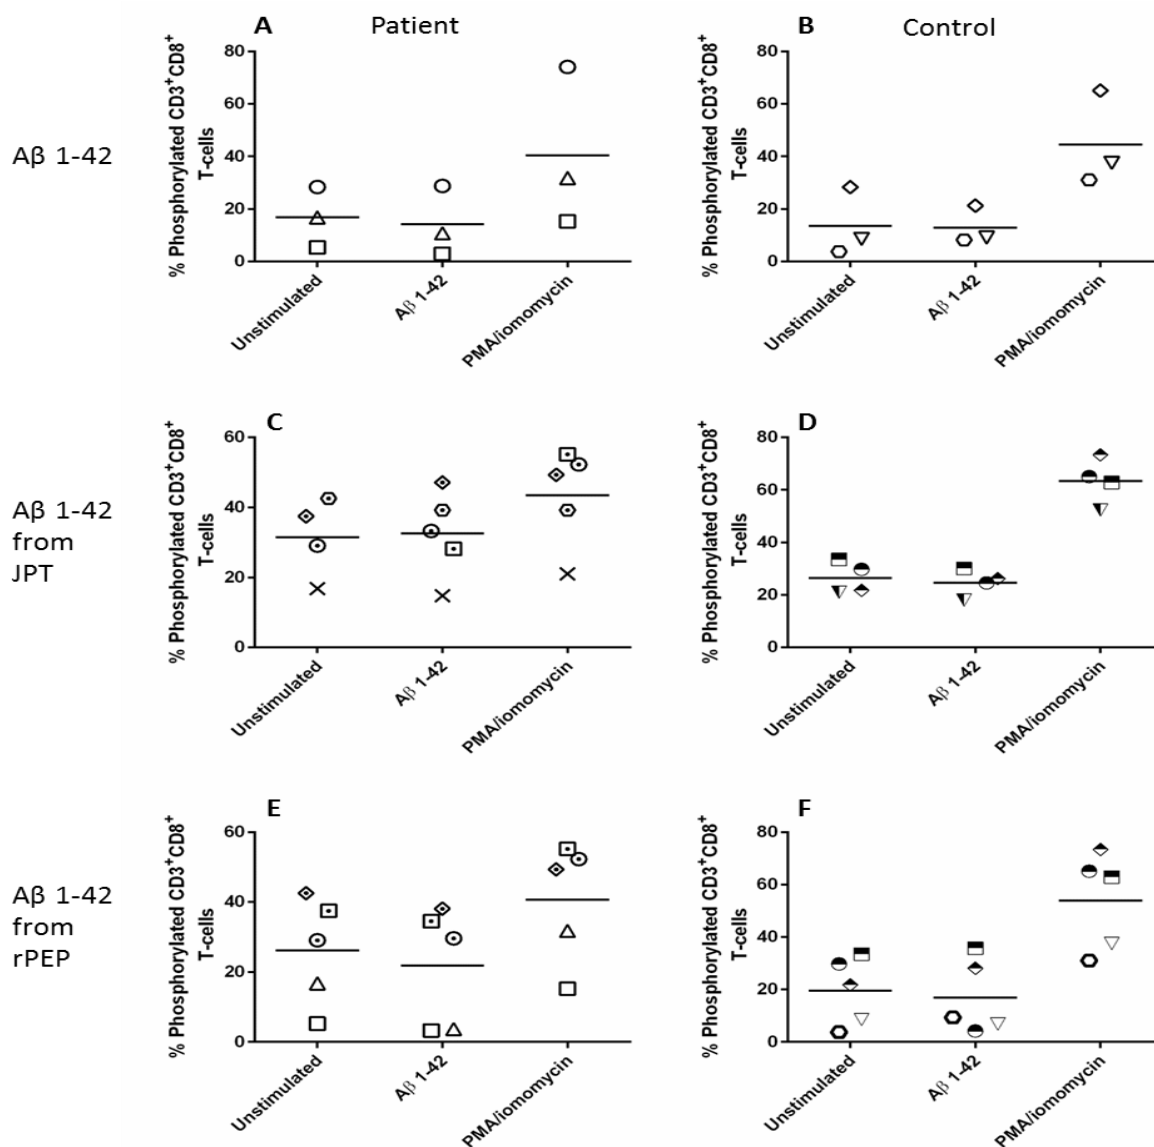 A Patient
B Control
Aβ 1-42
% Phosphorylated CD3⁺CD8⁺
T-cells
80
60
40
20
0
Unstimulated
Aβ 1-42
PMA/iomomycin
% Phosphorylated CD3⁺CD8⁺
T-cells
80
60
40
20
0
Unstimulated
Aβ 1-42
PMA/iomomycin
Aβ 1-42
from
JPT
C
% Phosphorylated CD3⁺CD8⁺
T-cells
60
40
20
0
Unstimulated
Aβ 1-42
PMA/iomomycin
D
% Phosphorylated CD3⁺CD8⁺
T-cells
80
60
40
20
0
Unstimulated
Aβ 1-42
PMA/iomomycin
Aβ 1-42
from
rPEP
E
% Phosphorylated CD3⁺CD8⁺
T-cells
60
40
20
0
Unstimulated
Aβ 1-42
PMA/iomomycin
F
% Phosphorylated CD3⁺CD8⁺
T-cells
80
60
40
20
0
Unstimulated
Aβ 1-42
PMA/iomomycin